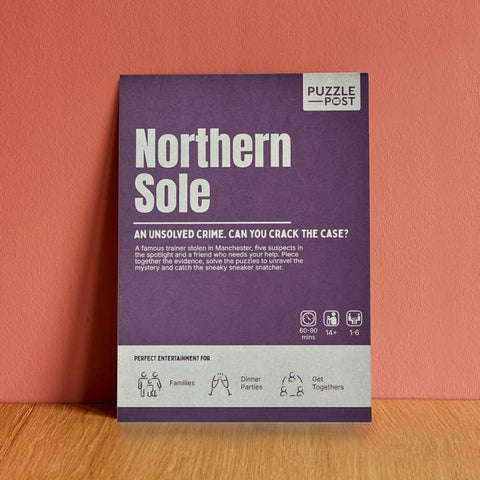 PUZZLE
POST
Northern
Sole
AN UNSOLVED CRIME. CAN YOU CRACK THE CASE?
A famous trainer stolen in Manchester, five suspects in
the spotlight and a friend who needs your help. Piece
together the evidence, solve the puzzles to unravel the
mystery and catch the sneaky sneaker snatcher.
60-90
mins
14+
1-6
PERFECT ENTERTAINMENT FOR
Families
Dinner
Parties
Get
Togethers